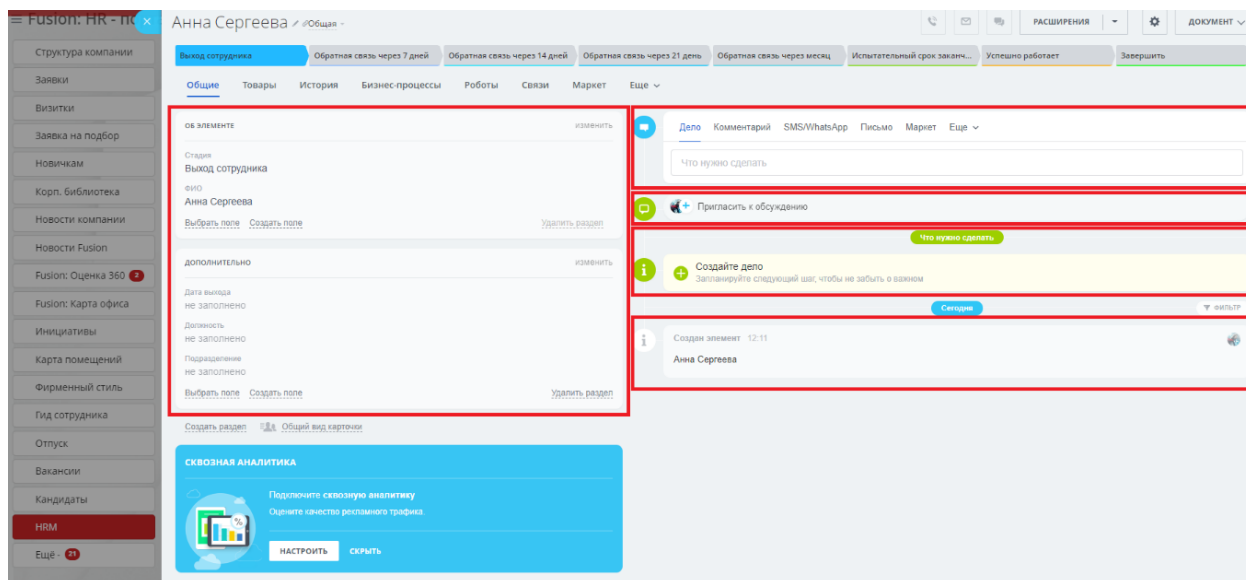 Fusion: HR - по
Анна Сергеева
Общая
РАСШИРЕНИЯ
ДОКУМЕНТ
Структура компании
Заявки
Визитки
Заявка на подбор
Новичкам
Корп. библиотека
Новости компании
Новости Fusion
Fusion: Оценка 360 2
Fusion: Карта офиса
Инициативы
Карта помещений
Фирменный стиль
Гид сотрудника
Отпуск
Вакансии
Кандидаты
HRM
Ещё - 21
Выход сотрудника
Обратная связь через 7 дней
Обратная связь через 14 дней
Обратная связь через 21 день
Обратная связь через месяц
Испытательный срок заканч...
Успешно работает
Завершить
Общие Товары История Бизнес-процессы Роботы Связи Маркет Еще
ОБ ЭЛЕМЕНТЕ изменить
Стадия
Выход сотрудника
ФИО
Анна Сергеева
Выбрать поле Создать поле Удалить раздел
ДОПОЛНИТЕЛЬНО изменить
Дата выхода
не заполнено
Должность
не заполнено
Подразделение
не заполнено
Выбрать поле Создать поле Удалить раздел
Создать раздел Общий вид карточки
СКВОЗНАЯ АНАЛИТИКА
Подключите сквозную аналитику
Оцените качество рекламного трафика.
НАСТРОИТЬ СКРЫТЬ
Дело Комментарий SMS/WhatsApp Письмо Маркет Еще
Что нужно сделать
Пригласить к обсуждению
Что нужно сделать
Создайте дело
Запланируйте следующий шаг, чтобы не забыть о важном
Сегодня
ФИЛЬТР
Создан элемент 12:11
Анна Сергеева